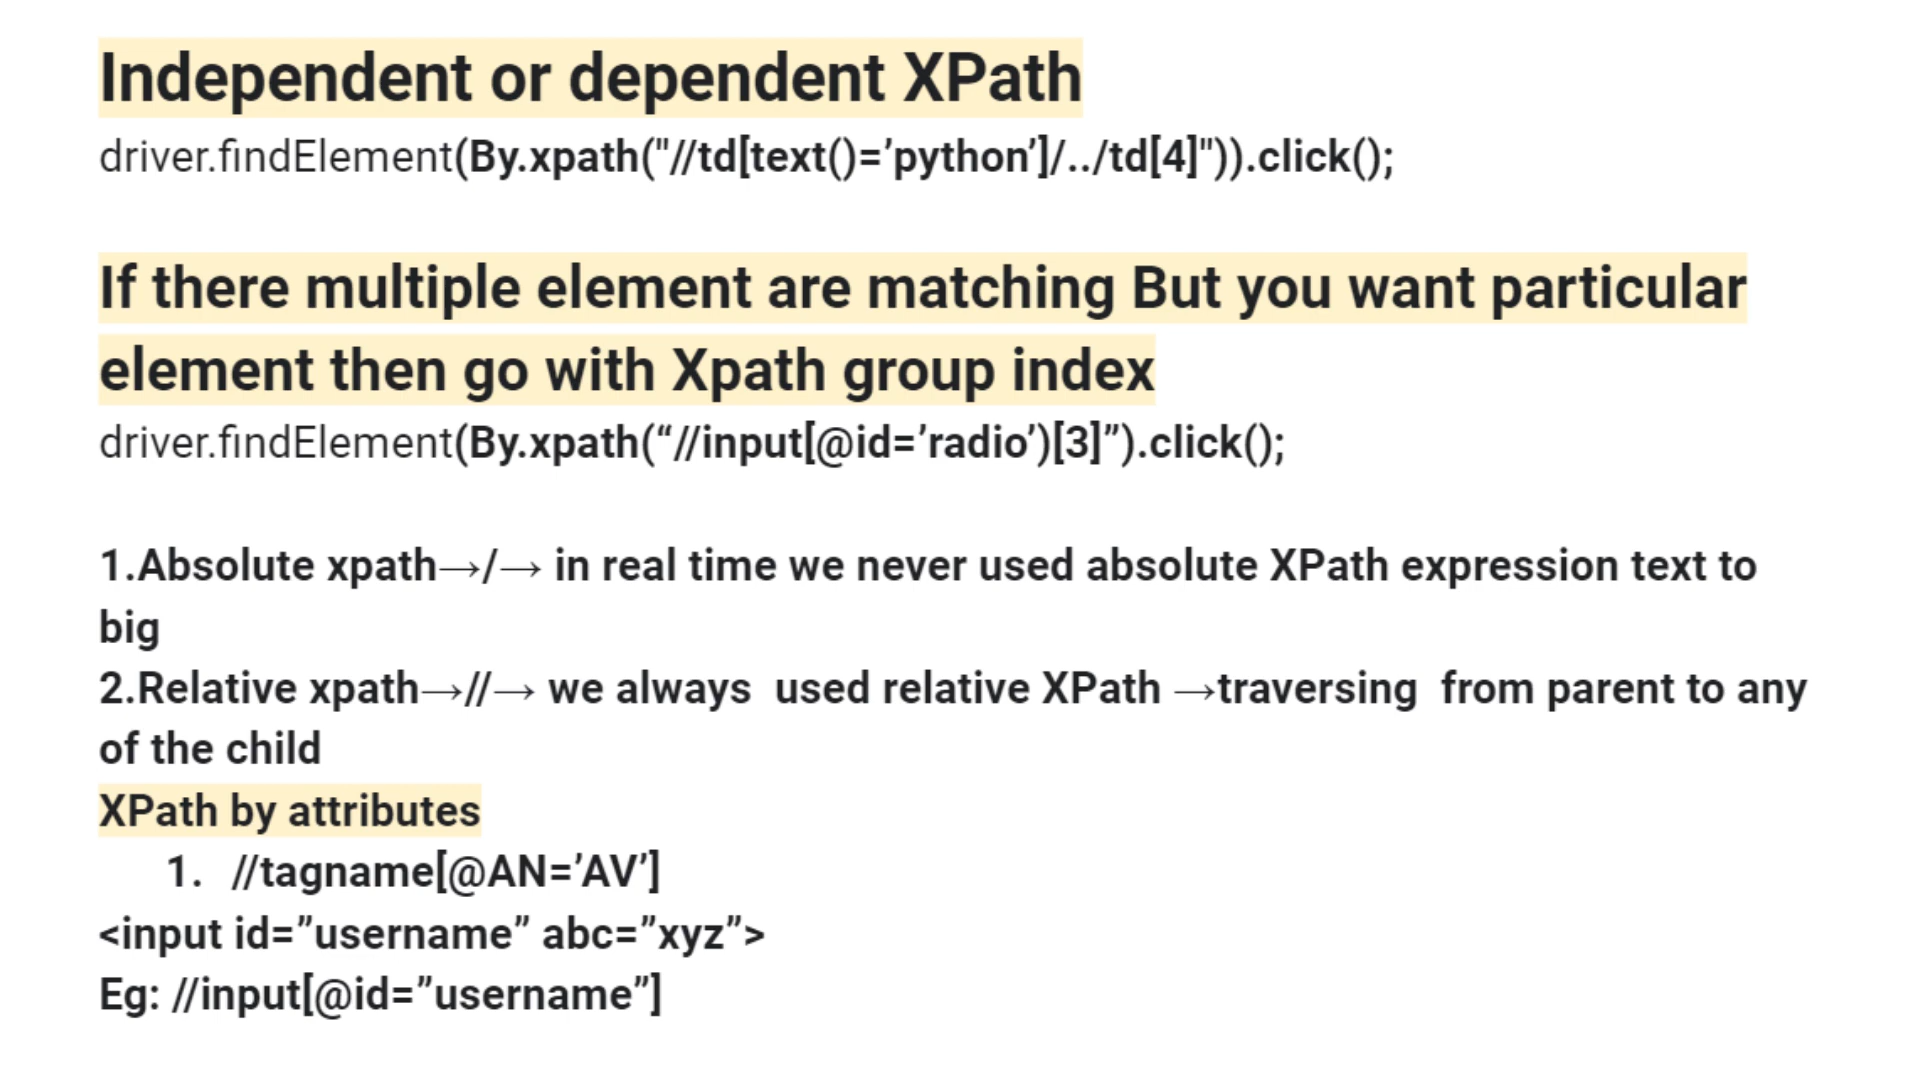 Independent or dependent XPath
driver.findElement(By.xpath("//td[text()=’python’]/../td[4]")).click();
If there multiple element are matching But you want particular
element then go with Xpath group index
driver.findElement(By.xpath(“//input[@id=’radio’)[3]”).click();
1.Absolute xpath→/→ in real time we never used absolute XPath expression text to
big
2.Relative xpath→//→ we always  used relative XPath →traversing  from parent to any
of the child
XPath by attributes
1. //tagname[@AN=’AV’]
<input id=”username” abc=”xyz”>
Eg: //input[@id=”username”]